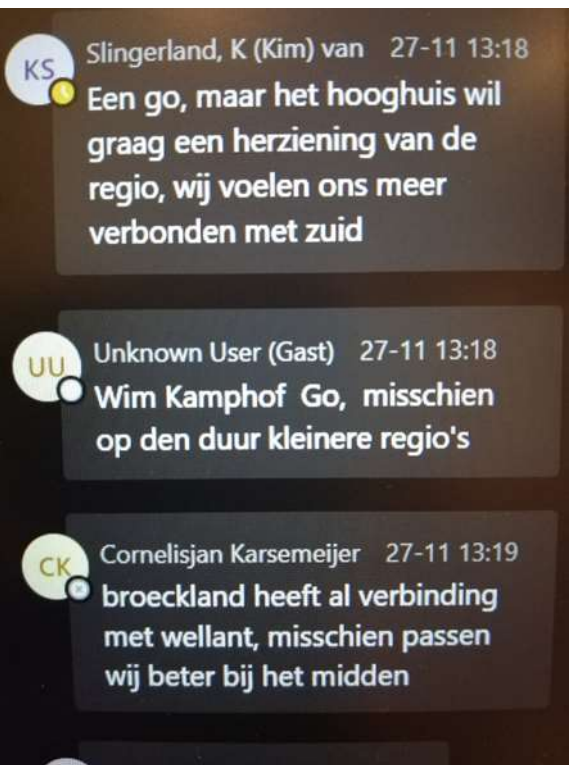 KS
Slingerland, K (Kim) van 27-11 13:18
Een go, maar het hooghuis wil
graag een herziening van de
regio, wij voelen ons meer
verbonden met zuid
UU
Unknown User (Gast) 27-11 13:18
Wim Kamphof Go, misschien
op den duur kleinere regio's
CK
Cornelisjan Karsemeijer 27-11 13:19
broeckland heeft al verbinding
met wellant, misschien passen
wij beter bij het midden